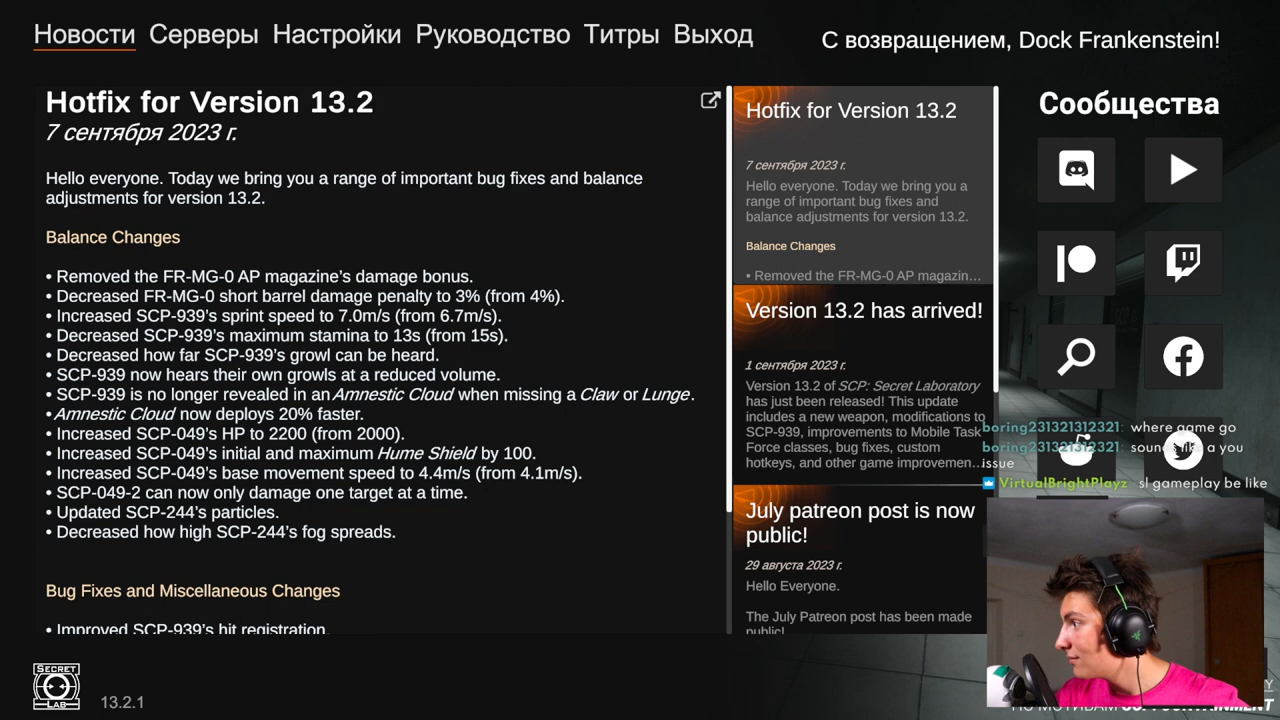 Новости Серверы Настройки Руководство Титры Выход
С возвращением, Dock Frankenstein!
Hotfix for Version 13.2
7 сентября 2023 г.
Hello everyone. Today we bring you a range of important bug fixes and balance
adjustments for version 13.2.
Balance Changes
• Removed the FR-MG-0 AP magazine's damage bonus.
• Decreased FR-MG-0 short barrel damage penalty to 3% (from 4%).
• Increased SCP-939's sprint speed to 7.0m/s (from 6.7m/s).
• Decreased SCP-939's maximum stamina to 13s (from 15s).
• Decreased how far SCP-939's growl can be heard.
• SCP-939 now hears their own growls at a reduced volume.
• SCP-939 is no longer revealed in an Amnestic Cloud when missing a Claw or Lunge.
• Amnestic Cloud now deploys 20% faster.
• Increased SCP-049's HP to 2200 (from 2000).
• Increased SCP-049's initial and maximum Hume Shield by 100.
• Increased SCP-049's base movement speed to 4.4m/s (from 4.1m/s).
• SCP-049-2 can now only damage one target at a time.
• Updated SCP-244's particles.
• Decreased how high SCP-244's fog spreads.
Bug Fixes and Miscellaneous Changes
• Improved SCP-939's hit registration.
Hotfix for Version 13.2
7 сентября 2023 г.
Hello everyone. Today we bring you a
range of important bug fixes and
balance adjustments for version 13.2.
Balance Changes
• Removed the FR-MG-0 AP magazin...
Version 13.2 has arrived!
1 сентября 2023 г.
Version 13.2 of SCP: Secret Laboratory
has just been released! This update
includes a new weapon, modifications to
SCP-939, improvements to Mobile Task
Force classes, bug fixes, custom
hotkeys, and other game improvemen...
July patreon post is now
public!
29 августа 2023 г.
Hello Everyone.
The July Patreon post has been made
public!
Сообщества
boring231321312321: where game go
boring231321312321: sounds like a you
issue
VirtualBrightPlayz sl gameplay be like
SECRET
LAB
13.2.1